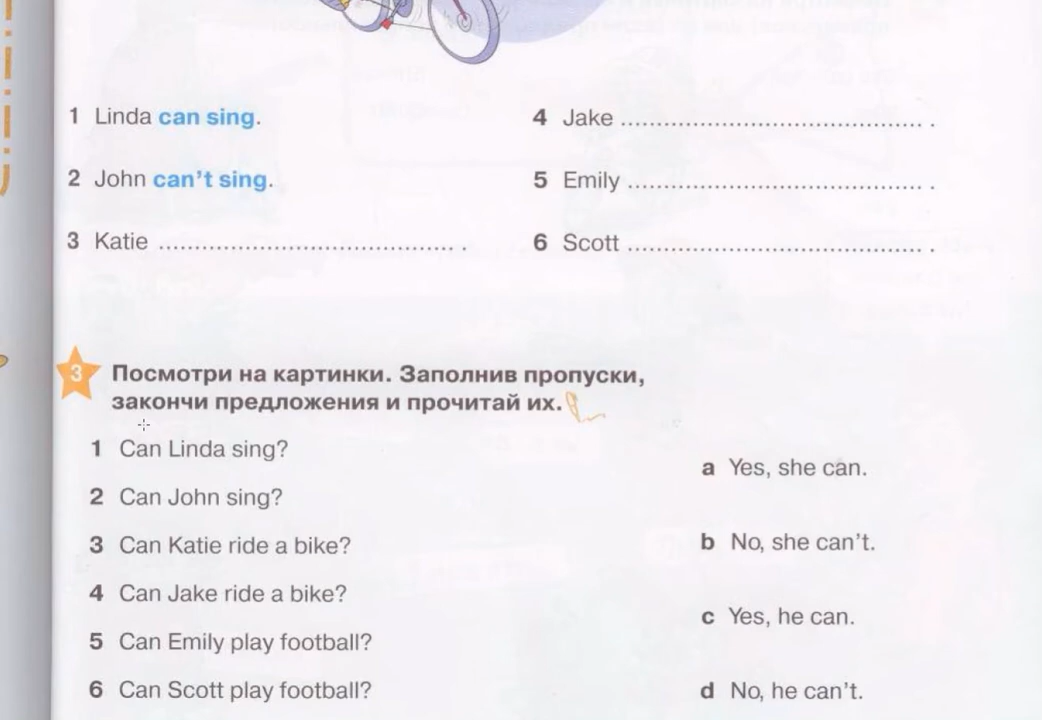 1 Linda can sing.
2 John can't sing.
3 Katie ........................................ .
4 Jake ........................................ .
5 Emily ........................................ .
6 Scott ........................................ .
3 Посмотри на картинки. Заполнив пропуски,
закончи предложения и прочитай их.
1 Can Linda sing?
2 Can John sing?
3 Can Katie ride a bike?
4 Can Jake ride a bike?
5 Can Emily play football?
6 Can Scott play football?
a Yes, she can.
b No, she can't.
c Yes, he can.
d No, he can't.